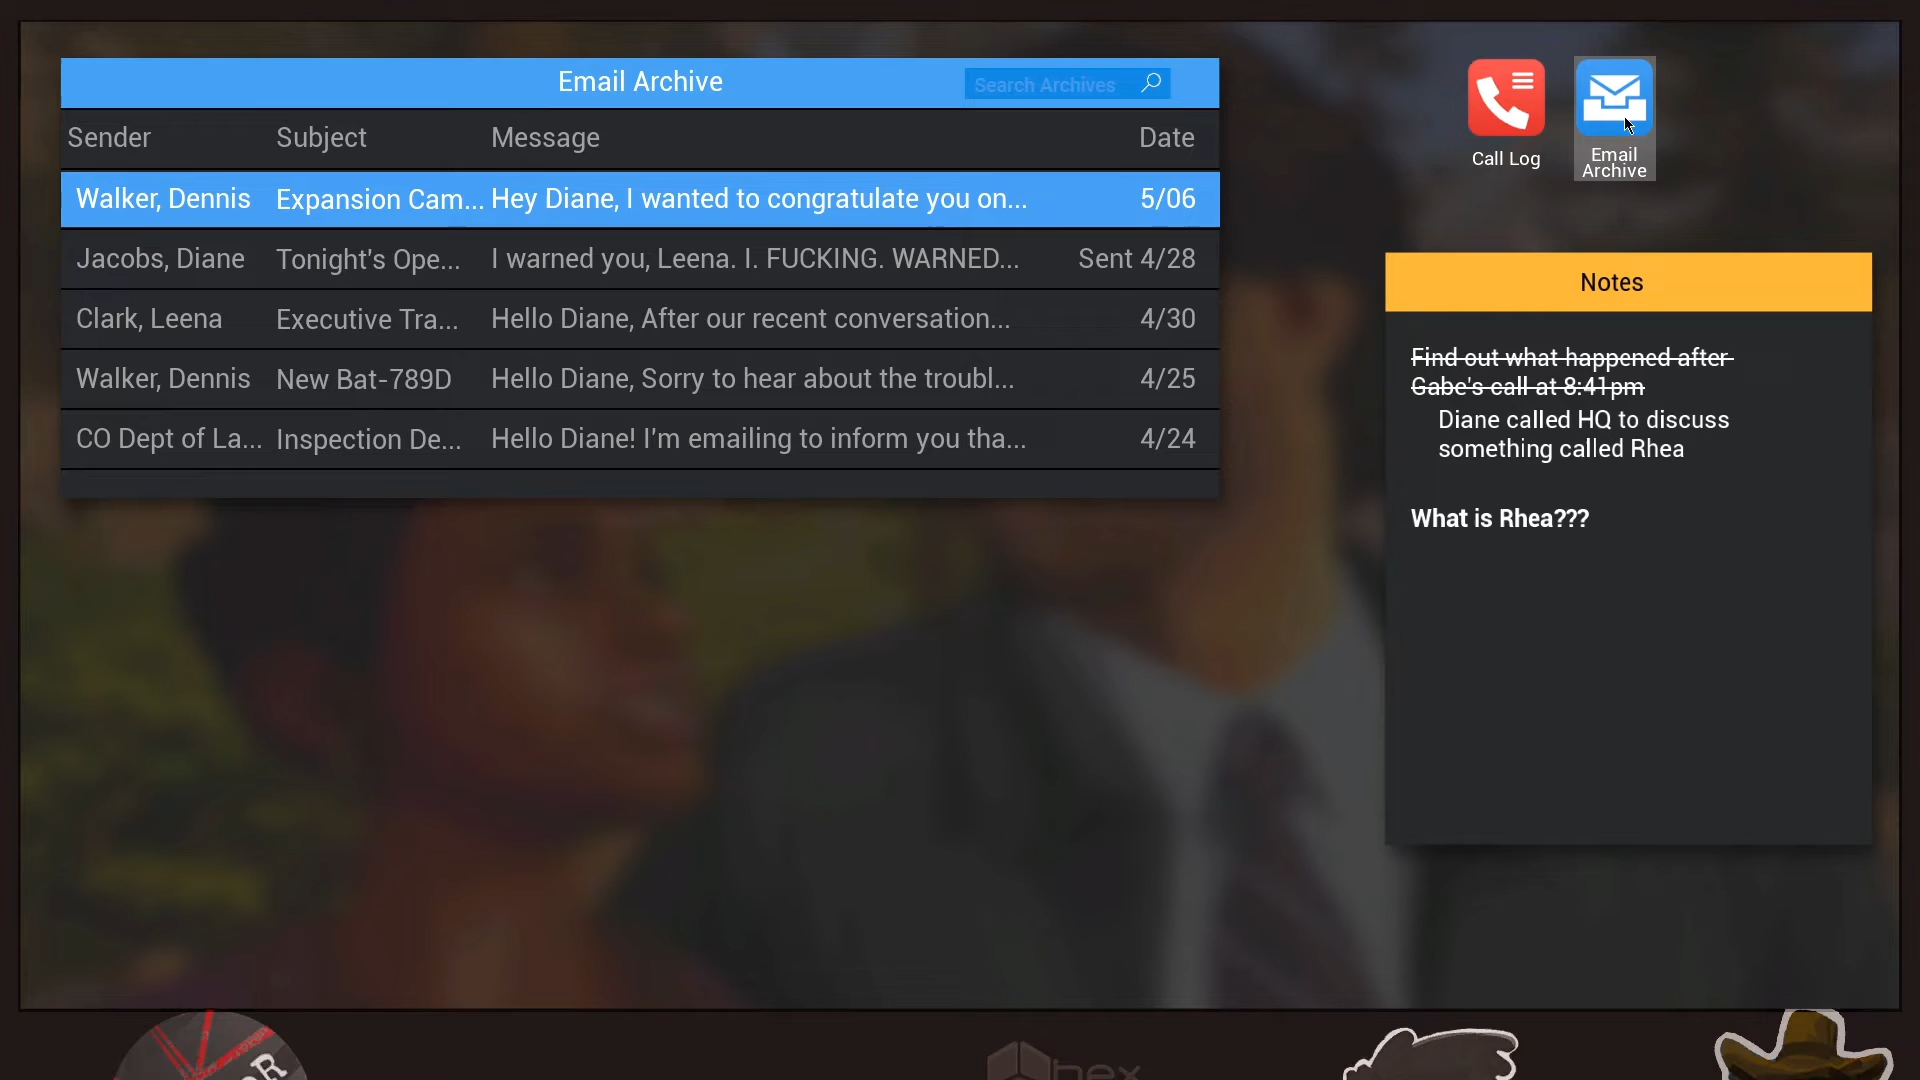 Email Archive
Search Archives
Sender Subject Message Date
Walker, Dennis Expansion Cam... Hey Diane, I wanted to congratulate you on... 5/06
Jacobs, Diane Tonight's Ope... I warned you, Leena. I. FUCKING. WARNED... Sent 4/28
Clark, Leena Executive Tra... Hello Diane, After our recent conversation... 4/30
Walker, Dennis New Bat-789D Hello Diane, Sorry to hear about the troubl... 4/25
CO Dept of La... Inspection De... Hello Diane! I'm emailing to inform you tha... 4/24
Call Log
Email
Archive
Notes
Find out what happened after
Gabe's call at 8:41pm
Diane called HQ to discuss
something called Rhea
What is Rhea???
hex